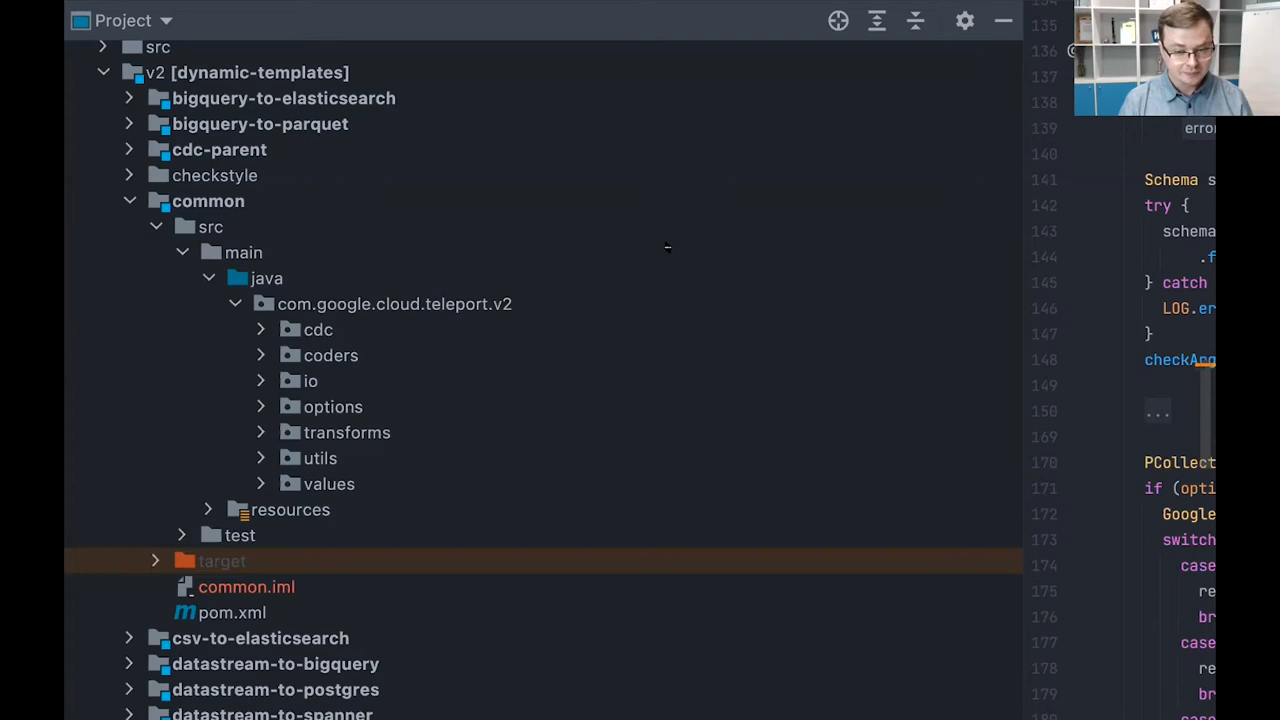 Project
src
v2 [dynamic-templates]
bigquery-to-elasticsearch
bigquery-to-parquet
cdc-parent
checkstyle
common
src
main
java
com.google.cloud.teleport.v2
cdc
coders
io
options
transforms
utils
values
resources
test
target
common.iml
pom.xml
csv-to-elasticsearch
datastream-to-bigquery
datastream-to-postgres
datastream-to-spanner
135
136 @
137
138
139 erro
140
141 Schema s
142 try {
143 schema
144 .f
145 } catch
146 LOG.er
147 }
148 checkArg
149
150 ...
169
170 PCollect
171 if (opti
172 Google
173 switch
174 case
175 re
176 br
177 case
178 re
179 br
180 case